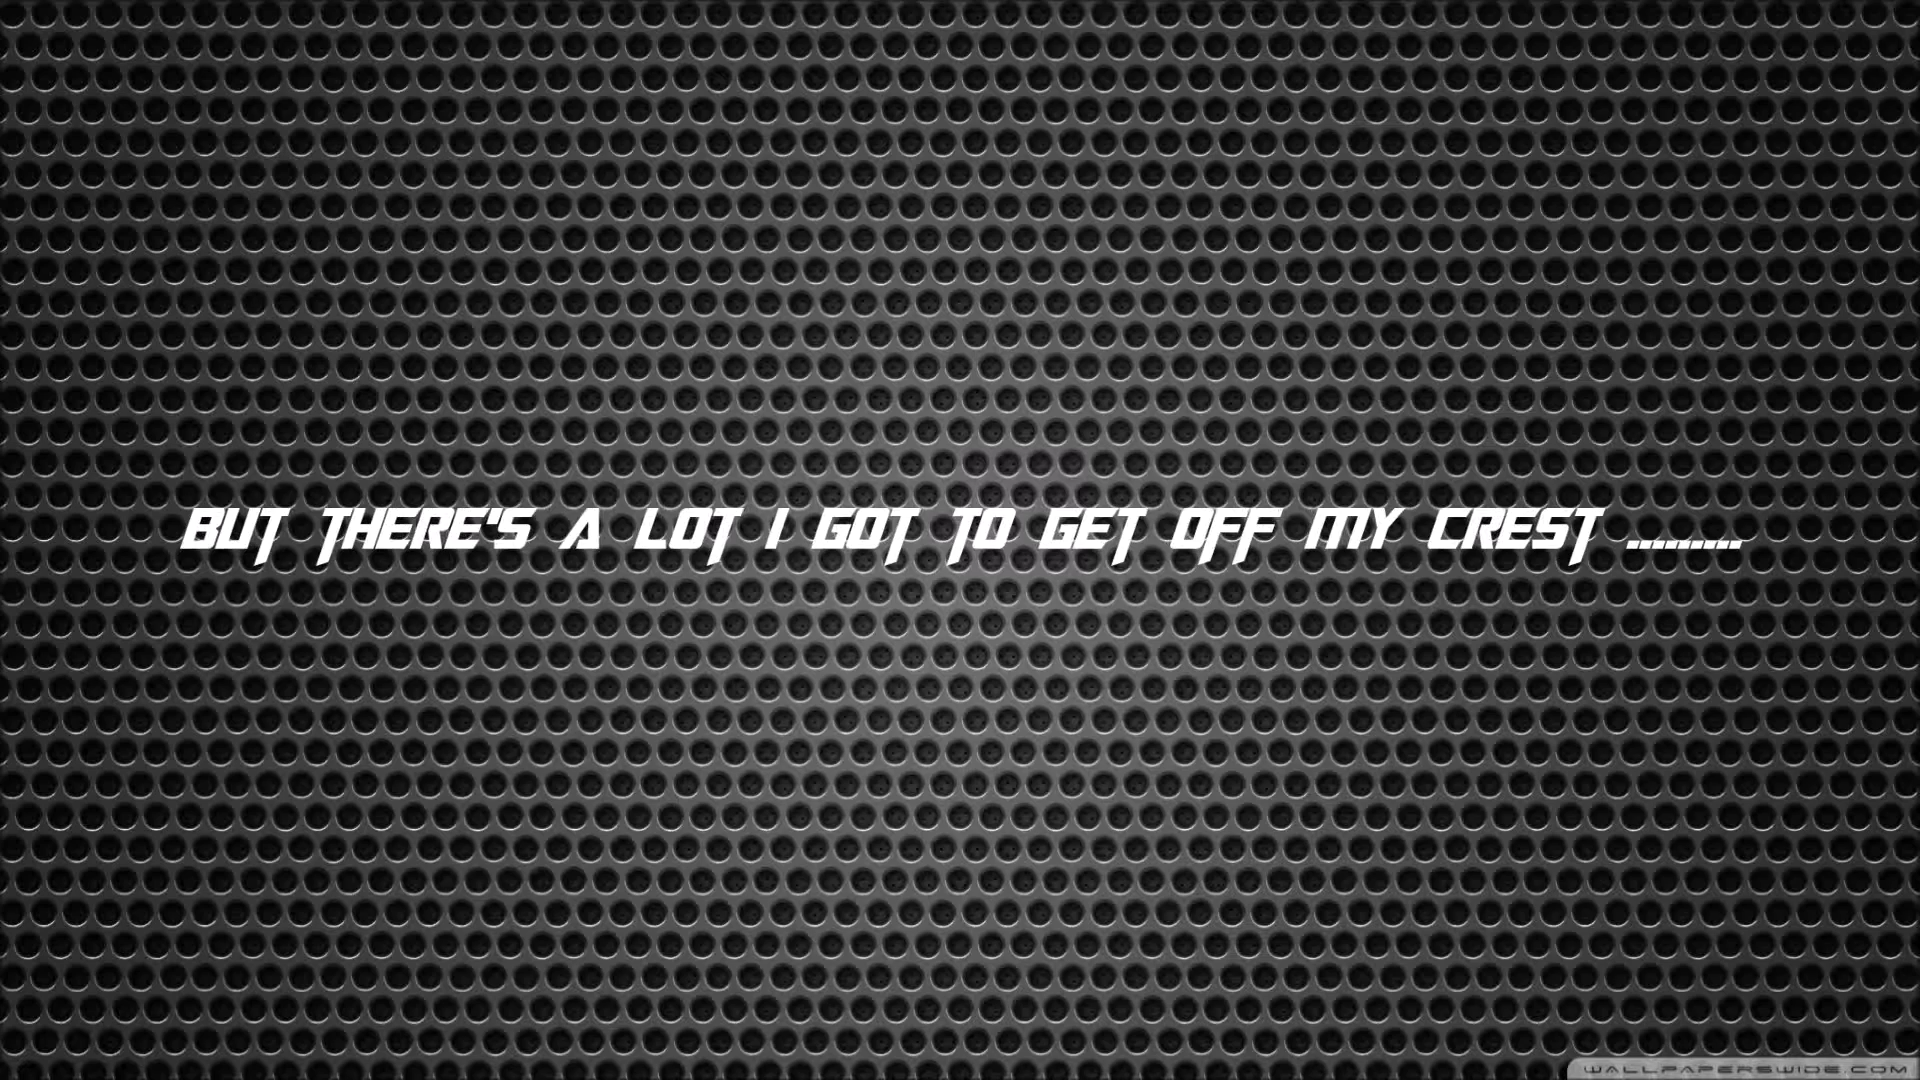 BUT THERE'S A LOT I GOT TO GET OFF MY CREST .........
WALLPAPERSWIDE.COM